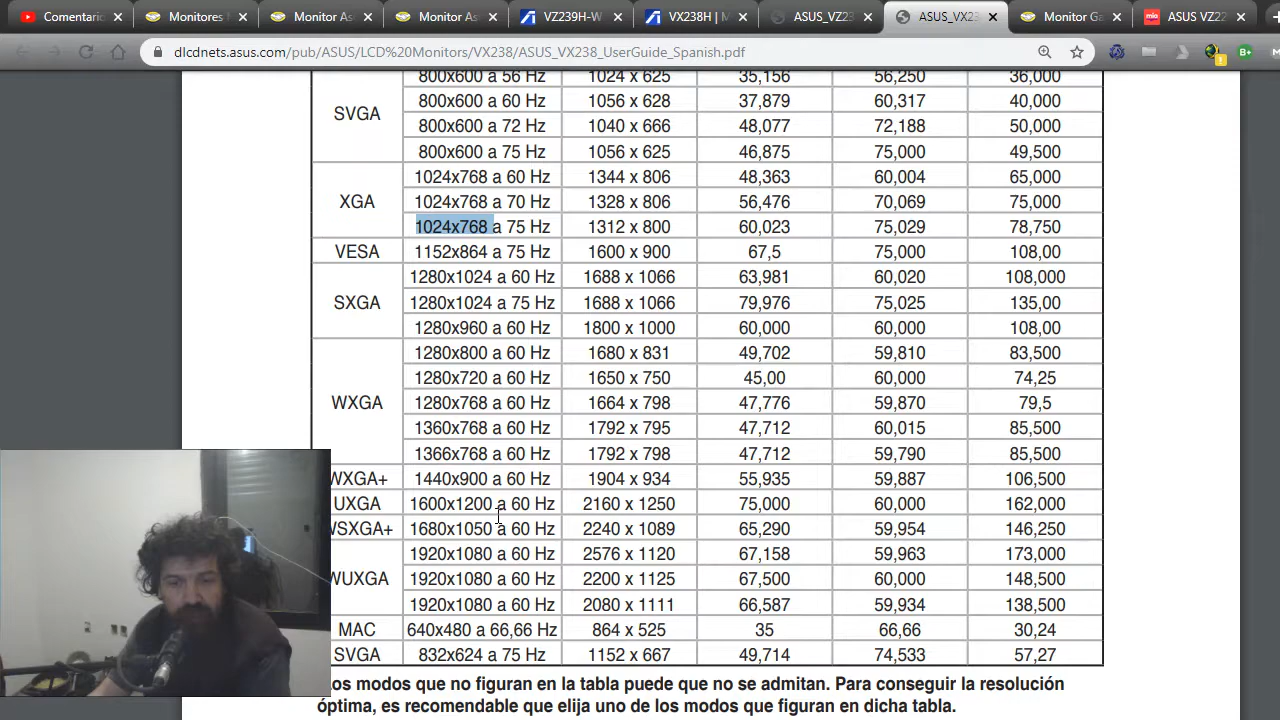 Comentario
Monitores
Monitor As
Monitor As
VZ239H-W
VX238H | M
ASUS_VZ23
ASUS_VX23
Monitor Ga
mio
ASUS VZ22
dlcdnets.asus.com/pub/ASUS/LCD%20Monitors/VX238/ASUS_VX238_UserGuide_Spanish.pdf
800x600 a 56 Hz 1024 x 625 35,156 56,250 36,000
SVGA 800x600 a 60 Hz 1056 x 628 37,879 60,317 40,000
800x600 a 72 Hz 1040 x 666 48,077 72,188 50,000
800x600 a 75 Hz 1056 x 625 46,875 75,000 49,500
1024x768 a 60 Hz 1344 x 806 48,363 60,004 65,000
XGA 1024x768 a 70 Hz 1328 x 806 56,476 70,069 75,000
1024x768 a 75 Hz 1312 x 800 60,023 75,029 78,750
VESA 1152x864 a 75 Hz 1600 x 900 67,5 75,000 108,00
1280x1024 a 60 Hz 1688 x 1066 63,981 60,020 108,000
SXGA 1280x1024 a 75 Hz 1688 x 1066 79,976 75,025 135,00
1280x960 a 60 Hz 1800 x 1000 60,000 60,000 108,00
1280x800 a 60 Hz 1680 x 831 49,702 59,810 83,500
1280x720 a 60 Hz 1650 x 750 45,00 60,000 74,25
WXGA 1280x768 a 60 Hz 1664 x 798 47,776 59,870 79,5
1360x768 a 60 Hz 1792 x 795 47,712 60,015 85,500
1366x768 a 60 Hz 1792 x 798 47,712 59,790 85,500
WXGA+ 1440x900 a 60 Hz 1904 x 934 55,935 59,887 106,500
UXGA 1600x1200 a 60 Hz 2160 x 1250 75,000 60,000 162,000
WSXGA+ 1680x1050 a 60 Hz 2240 x 1089 65,290 59,954 146,250
1920x1080 a 60 Hz 2576 x 1120 67,158 59,963 173,000
WUXGA 1920x1080 a 60 Hz 2200 x 1125 67,500 60,000 148,500
1920x1080 a 60 Hz 2080 x 1111 66,587 59,934 138,500
MAC 640x480 a 66,66 Hz 864 x 525 35 66,66 30,24
SVGA 832x624 a 75 Hz 1152 x 667 49,714 74,533 57,27
Los modos que no figuran en la tabla puede que no se admitan. Para conseguir la resolución
óptima, es recomendable que elija uno de los modos que figuran en dicha tabla.